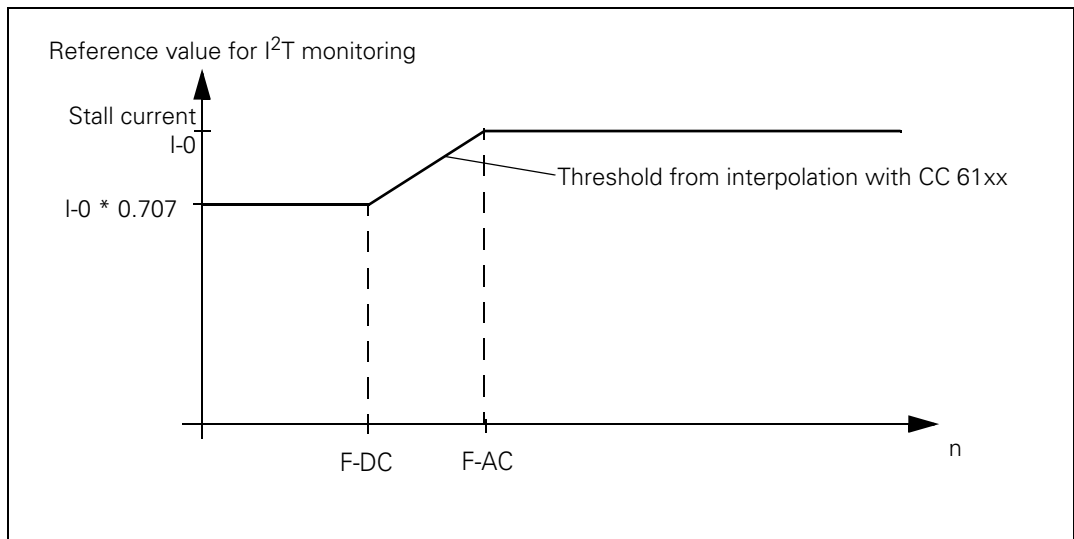 Reference value for I²T monitoring
Stall current
I-0
Threshold from interpolation with CC 61xx
I-0 * 0.707
F-DC
F-AC
n